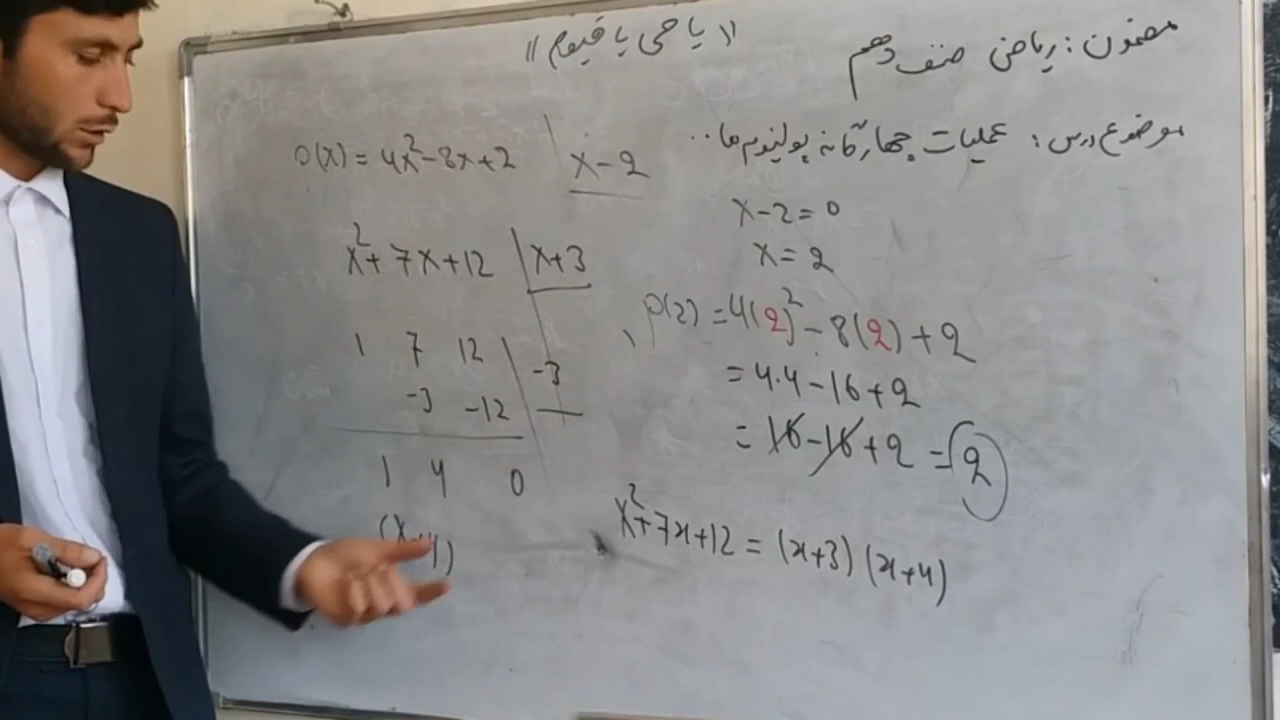 "یا حی یا قیوم"
مضمون: ریاضی صنف دهم
موضوع درس: عملیات چهارگانه پولینوم ها..
P(x) = 4x² - 8x + 2 | x - 2
x - 2 = 0
x = 2
x² + 7x + 12 | x + 3
P(2) = 4(2)² - 8(2) + 2
1 7 12 | -3
= 4.4 - 16 + 2
-3 -12
= 16 - 16 + 2 = 2
1 4 0
x² + 7x + 12 = (x+3) (x+4)